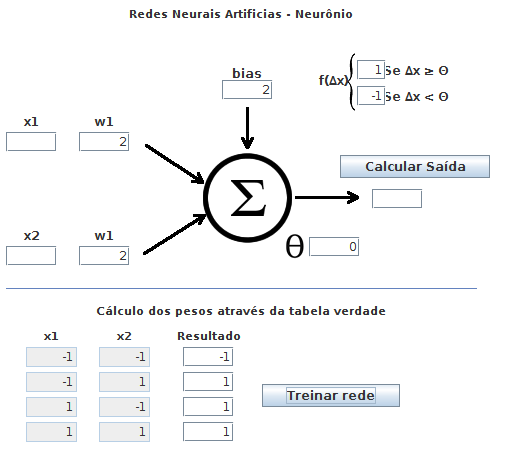 Redes Neurais Artificias - Neurônio
bias
2
f(Δx)
1 Se Δx ≥ Θ
-1 Se Δx < Θ
x1 w1
2
Calcular Saída
Σ
x2 w1
2
θ 0
Cálculo dos pesos através da tabela verdade
x1 x2 Resultado
-1 -1 -1
-1 1 1
1 -1 1
1 1 1
Treinar rede